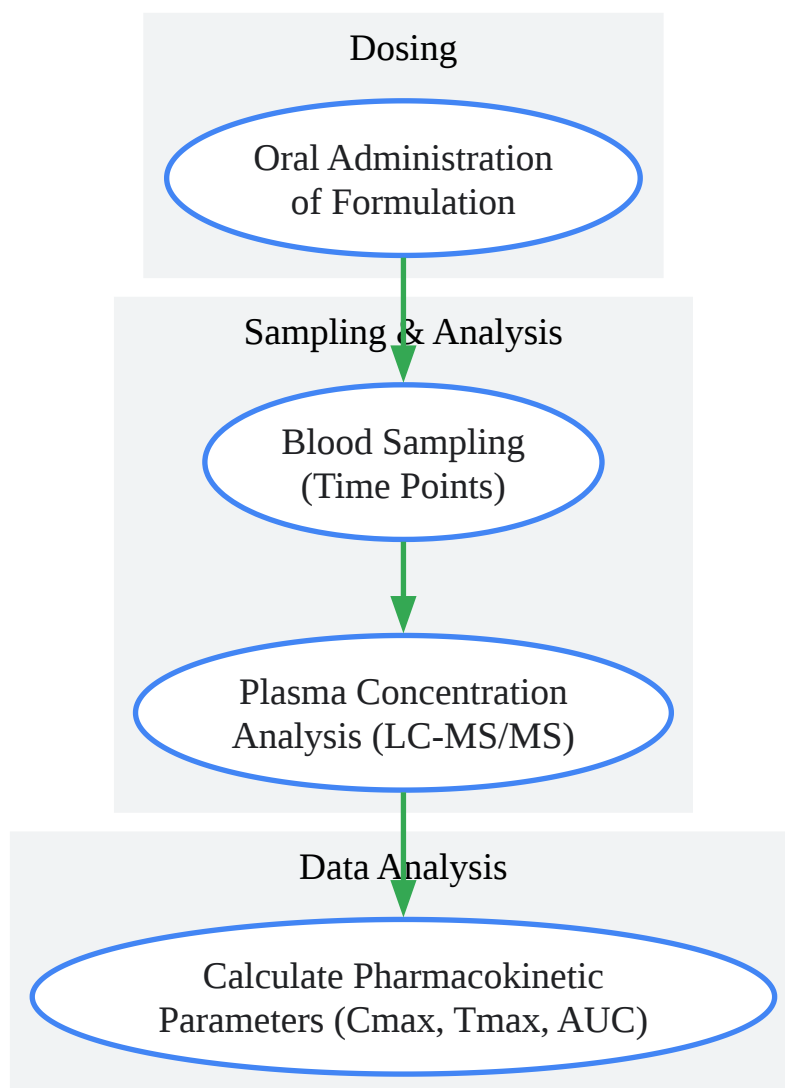 Dosing
Oral Administration
of Formulation
Sampling & Analysis
Blood Sampling
(Time Points)
Plasma Concentration
Analysis (LC-MS/MS)
Data Analysis
Calculate Pharmacokinetic
Parameters (Cmax, Tmax, AUC)